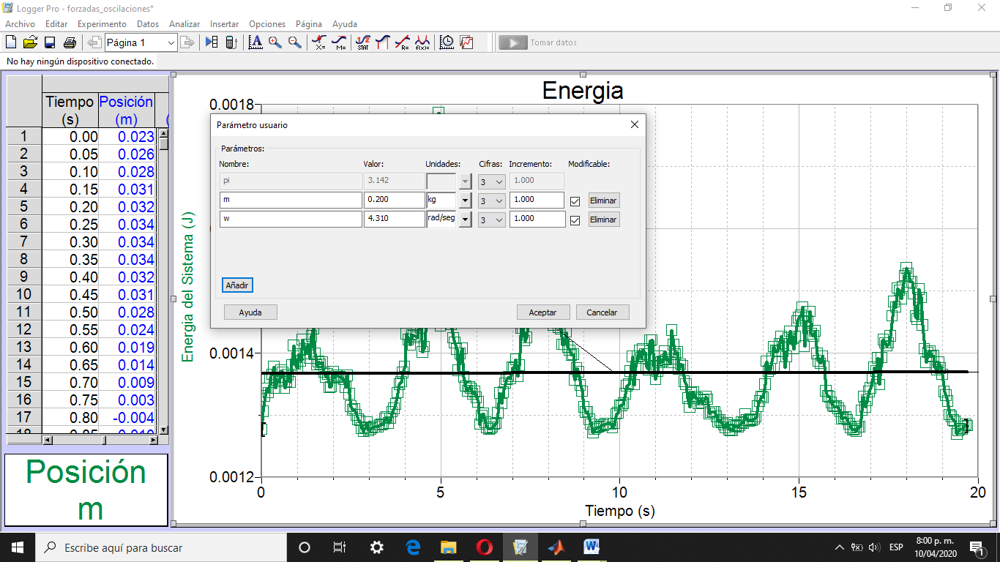 Logger Pro - forzadas_oscilaciones*
Archivo Editar Experimento Datos Analizar Insertar Opciones Página Ayuda
Página 1
Tomar datos
No hay ningún dispositivo conectado.
Tiempo Posición
(s) (m) (
1 0.00 0.023
2 0.05 0.026
3 0.10 0.028
4 0.15 0.031
5 0.20 0.032
6 0.25 0.034
7 0.30 0.034
8 0.35 0.034
9 0.40 0.032
10 0.45 0.031
11 0.50 0.028
12 0.55 0.024
13 0.60 0.019
14 0.65 0.014
15 0.70 0.009
16 0.75 0.003
17 0.80 -0.004
Posición
m
Energia
0.0018
Parámetro usuario
Parámetros:
Nombre: Valor: Unidades: Cifras: Incremento: Modificable:
pi 3.142 3 1.000
m 0.200 kg 3 1.000 Eliminar
w 4.310 rad/seg 3 1.000 Eliminar
Añadir
Ayuda Aceptar Cancelar
Energia del Sistema (J)
0.0014
0.0012
0 5 10 15 20
Tiempo (s)
Escribe aquí para buscar
ESP
8:00 p. m.
10/04/2020
1